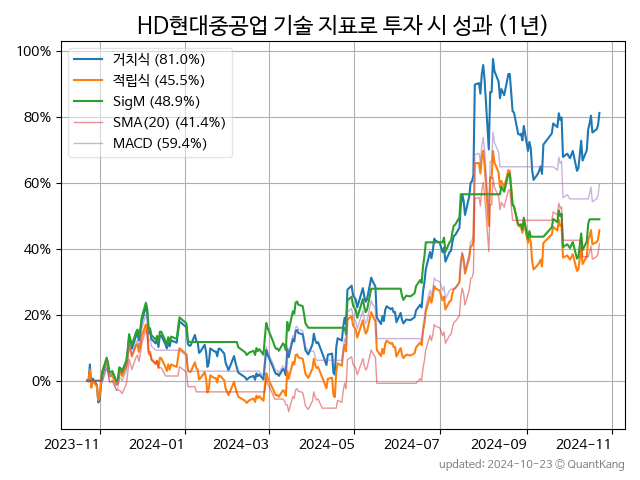 HD현대중공업 기술 지표로 투자 시 성과 (1년)
거치식 (81.0%)
적립식 (45.5%)
SigM (48.9%)
SMA(20) (41.4%)
MACD (59.4%)
100%
80%
60%
40%
20%
0%
2023-11
2024-01
2024-03
2024-05
2024-07
2024-09
2024-11
updated: 2024-10-23 ⓒ QuantKang